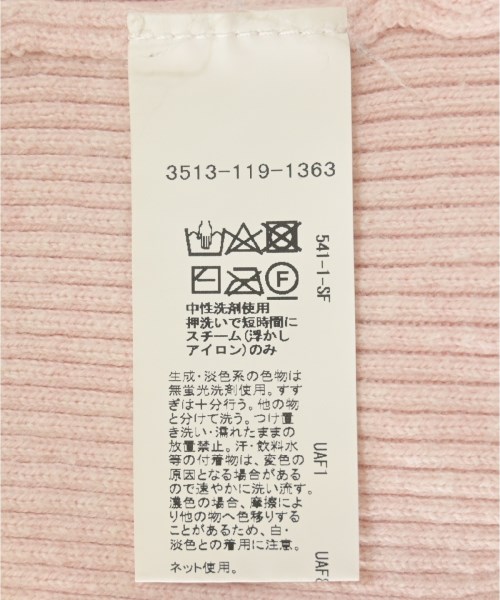 3513-119-1363
541-1-SF
F
中性洗剤使用
押洗いで短時間に
スチーム(浮かし
アイロン)のみ
生成・淡色系の色物は
無蛍光洗剤使用。すす
ぎは十分行う。他の物
と分けて洗う。つけ置
き洗い・濡れたままの
放置禁止。汗・飲料水
等の付着物は、変色の
原因となる場合がある
ので速やかに洗い流す。
濃色の場合、摩擦によ
り他の物へ色移りする
ことがあるため、白・
淡色との着用に注意。
ネット使用。
UAF1